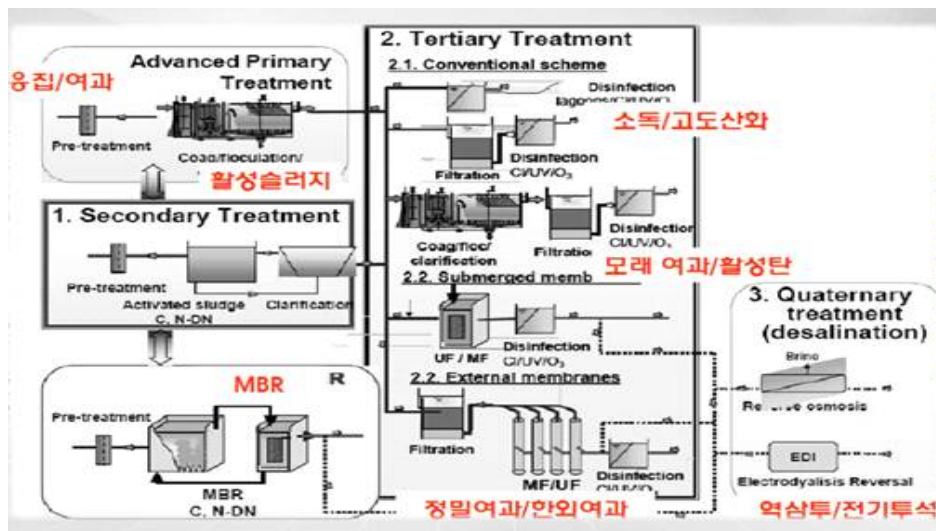 Advanced Primary
Treatment
응집/여과
Pre-treatment
Coag/floculation/
활성슬러지
1. Secondary Treatment
Pre-treatment
Activated sludge
C, N-DN
Clarification
MBR
R
Pre-treatment
MBR
C, N-DN
2. Tertiary Treatment
2.1. Conventional scheme
Disinfection
소독/고도산화
Filtration
Disinfection
Cl/UV/O₃
Coag/floc/
clarification
Filtration
Disinfection
Cl/UV/O₃
모래 여과/활성탄
2.2. Submerged memb
UF / MF
Disinfection
Cl/UV/O₃
2.2. External membranes
Filtration
MF/UF
Disinfection
Cl/UV/O₃
정밀여과/한외여과
3. Quaternary
treatment
(desalination)
Brine
Reverse osmosis
EDI
Electrodyalisis Reversal
역삼투/전기투석